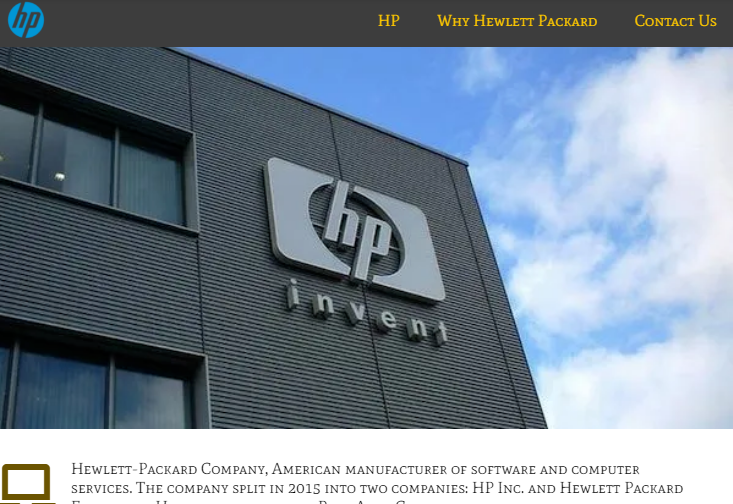 hp
HP Why Hewlett Packard Contact Us
hp
invent
Hewlett-Packard Company, American manufacturer of software and computer
services. The company split in 2015 into two companies: HP Inc. and Hewlett Packard